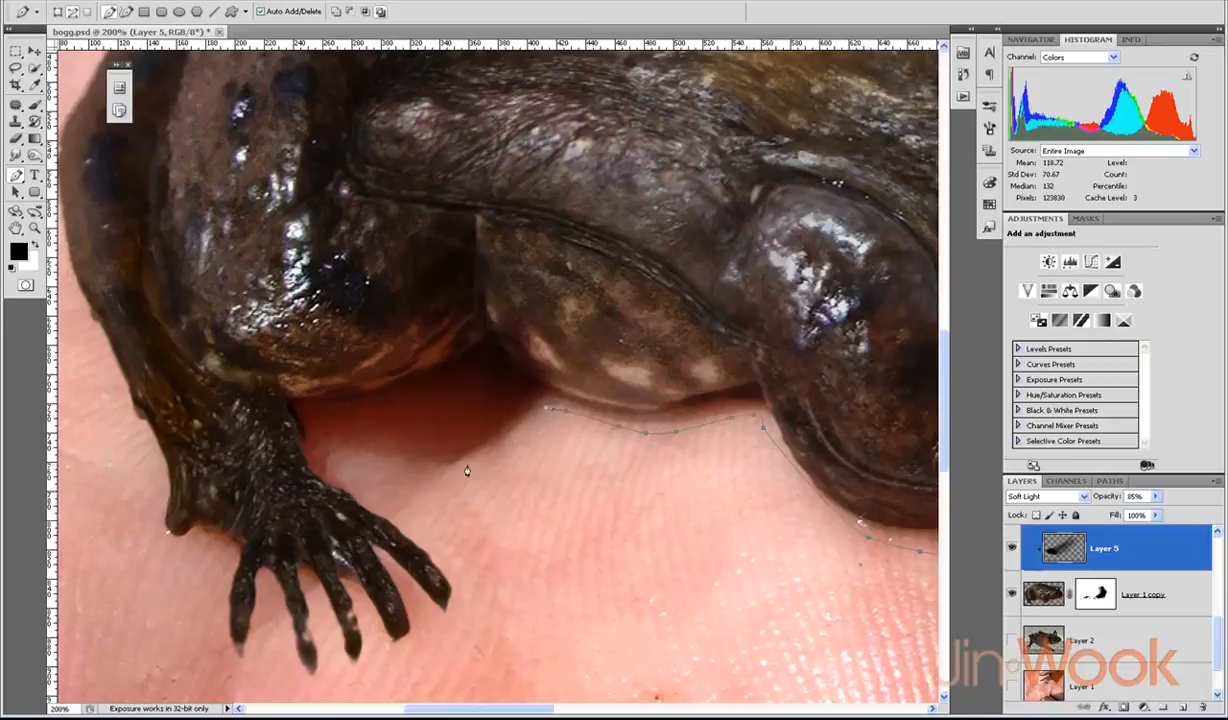 Auto Add/Delete
bogg.psd @ 200% (Layer 5, RGB/8*) *
NAVIGATOR HISTOGRAM INFO
Channel: Colors
Source: Entire Image
Mean: 118.72 Level:
Std Dev: 70.67 Count:
Median: 132 Percentile:
Pixels: 123830 Cache Level: 3
ADJUSTMENTS MASKS
Add an adjustment
Levels Presets
Curves Presets
Exposure Presets
Hue/Saturation Presets
Black & White Presets
Channel Mixer Presets
Selective Color Presets
LAYERS CHANNELS PATHS
Soft Light Opacity: 85%
Lock: Fill: 100%
Layer 5
Layer 1 copy
Layer 2
JinWook
Layer 1
200% Exposure works in 32-bit only